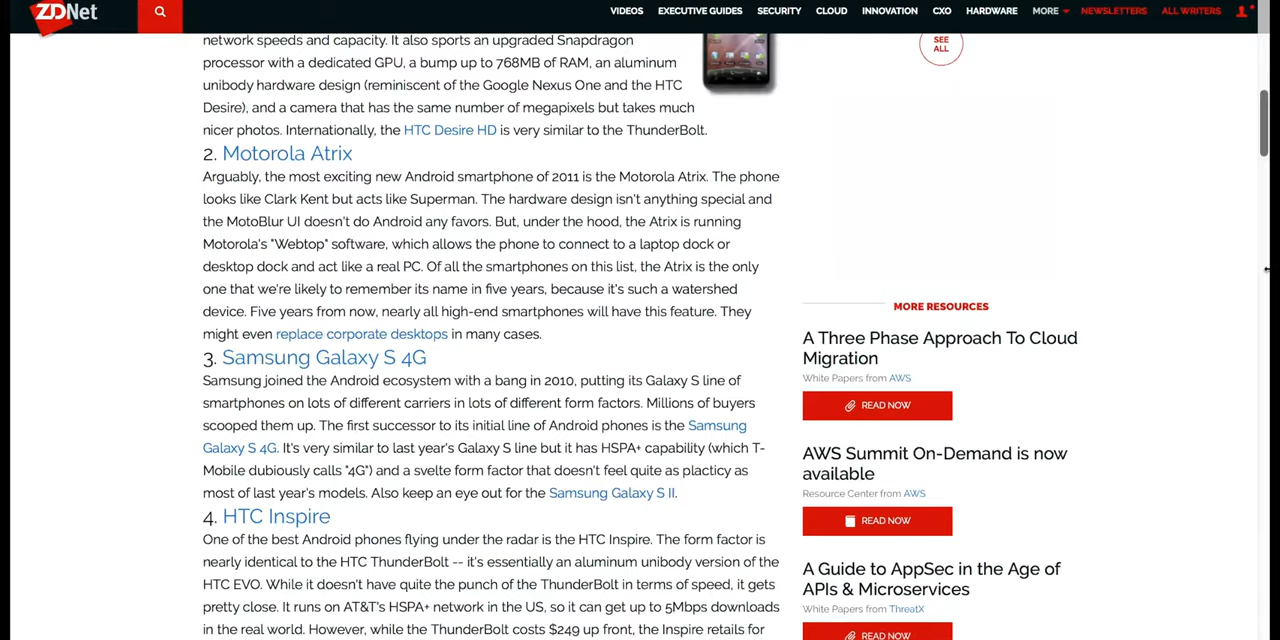 ZDNet
VIDEOS EXECUTIVE GUIDES SECURITY CLOUD INNOVATION CXO HARDWARE MORE NEWSLETTERS ALL WRITERS
network speeds and capacity. It also sports an upgraded Snapdragon
processor with a dedicated GPU, a bump up to 768MB of RAM, an aluminum
unibody hardware design (reminiscent of the Google Nexus One and the HTC
Desire), and a camera that has the same number of megapixels but takes much
nicer photos. Internationally, the HTC Desire HD is very similar to the ThunderBolt.
2. Motorola Atrix
Arguably, the most exciting new Android smartphone of 2011 is the Motorola Atrix. The phone
looks like Clark Kent but acts like Superman. The hardware design isn't anything special and
the MotoBlur UI doesn't do Android any favors. But, under the hood, the Atrix is running
Motorola's "Webtop" software, which allows the phone to connect to a laptop dock or
desktop dock and act like a real PC. Of all the smartphones on this list, the Atrix is the only
one that we're likely to remember its name in five years, because it's such a watershed
device. Five years from now, nearly all high-end smartphones will have this feature. They
might even replace corporate desktops in many cases.
3. Samsung Galaxy S 4G
Samsung joined the Android ecosystem with a bang in 2010, putting its Galaxy S line of
smartphones on lots of different carriers in lots of different form factors. Millions of buyers
scooped them up. The first successor to its initial line of Android phones is the Samsung
Galaxy S 4G. It's very similar to last year's Galaxy S line but it has HSPA+ capability (which T-
Mobile dubiously calls "4G") and a svelte form factor that doesn't feel quite as placticy as
most of last year's models. Also keep an eye out for the Samsung Galaxy S II.
4. HTC Inspire
One of the best Android phones flying under the radar is the HTC Inspire. The form factor is
nearly identical to the HTC ThunderBolt -- it's essentially an aluminum unibody version of the
HTC EVO. While it doesn't have quite the punch of the ThunderBolt in terms of speed, it gets
pretty close. It runs on AT&T's HSPA+ network in the US, so it can get up to 5Mbps downloads
in the real world. However, while the ThunderBolt costs $249 up front, the Inspire retails for
SEE
ALL
MORE RESOURCES
A Three Phase Approach To Cloud
Migration
White Papers from AWS
READ NOW
AWS Summit On-Demand is now
available
Resource Center from AWS
READ NOW
A Guide to AppSec in the Age of
APIs & Microservices
White Papers from ThreatX
READ NOW